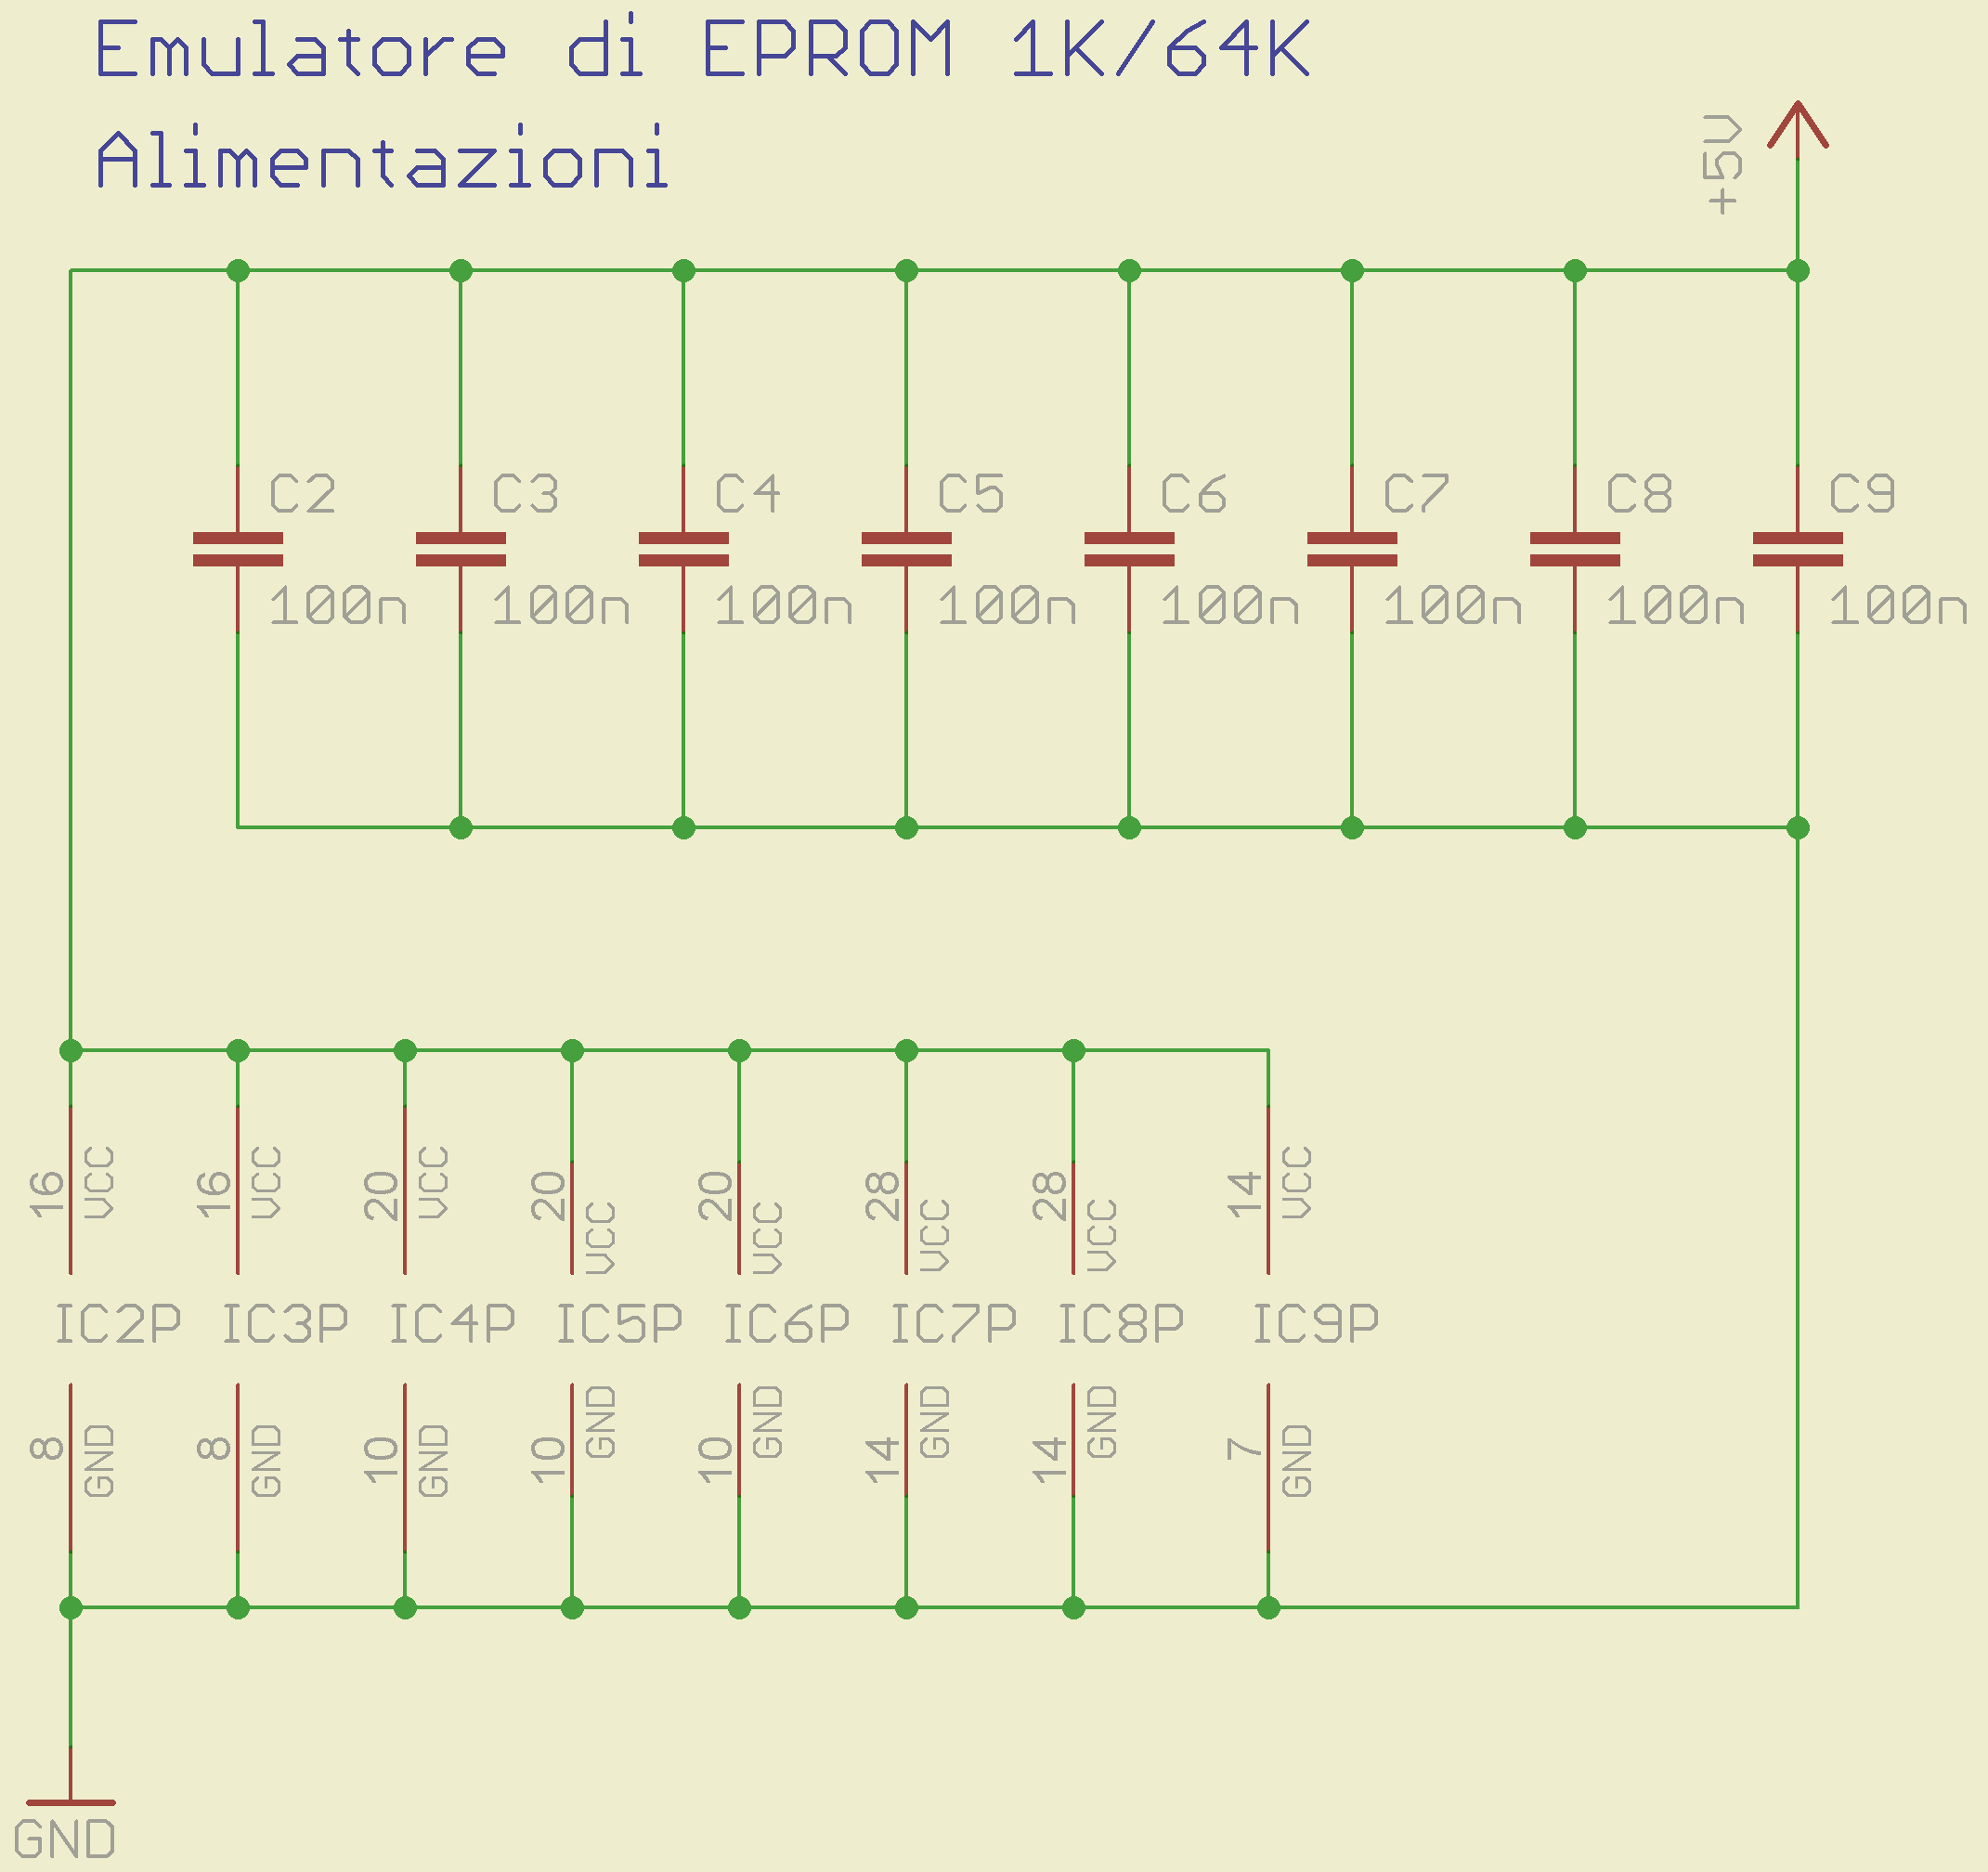 Emulatore di EPROM 1K/64K
Alimentazioni
+5V
C2 C3 C4 C5 C6 C7 C8 C9
100n 100n 100n 100n 100n 100n 100n 100n
16 VCC 16 VCC 20 VCC 20 VCC 20 VCC 28 VCC 28 VCC 14 VCC
IC2P IC3P IC4P IC5P IC6P IC7P IC8P IC9P
8 GND 8 GND 10 GND 10 GND 10 GND 14 GND 14 GND 7 GND
GND